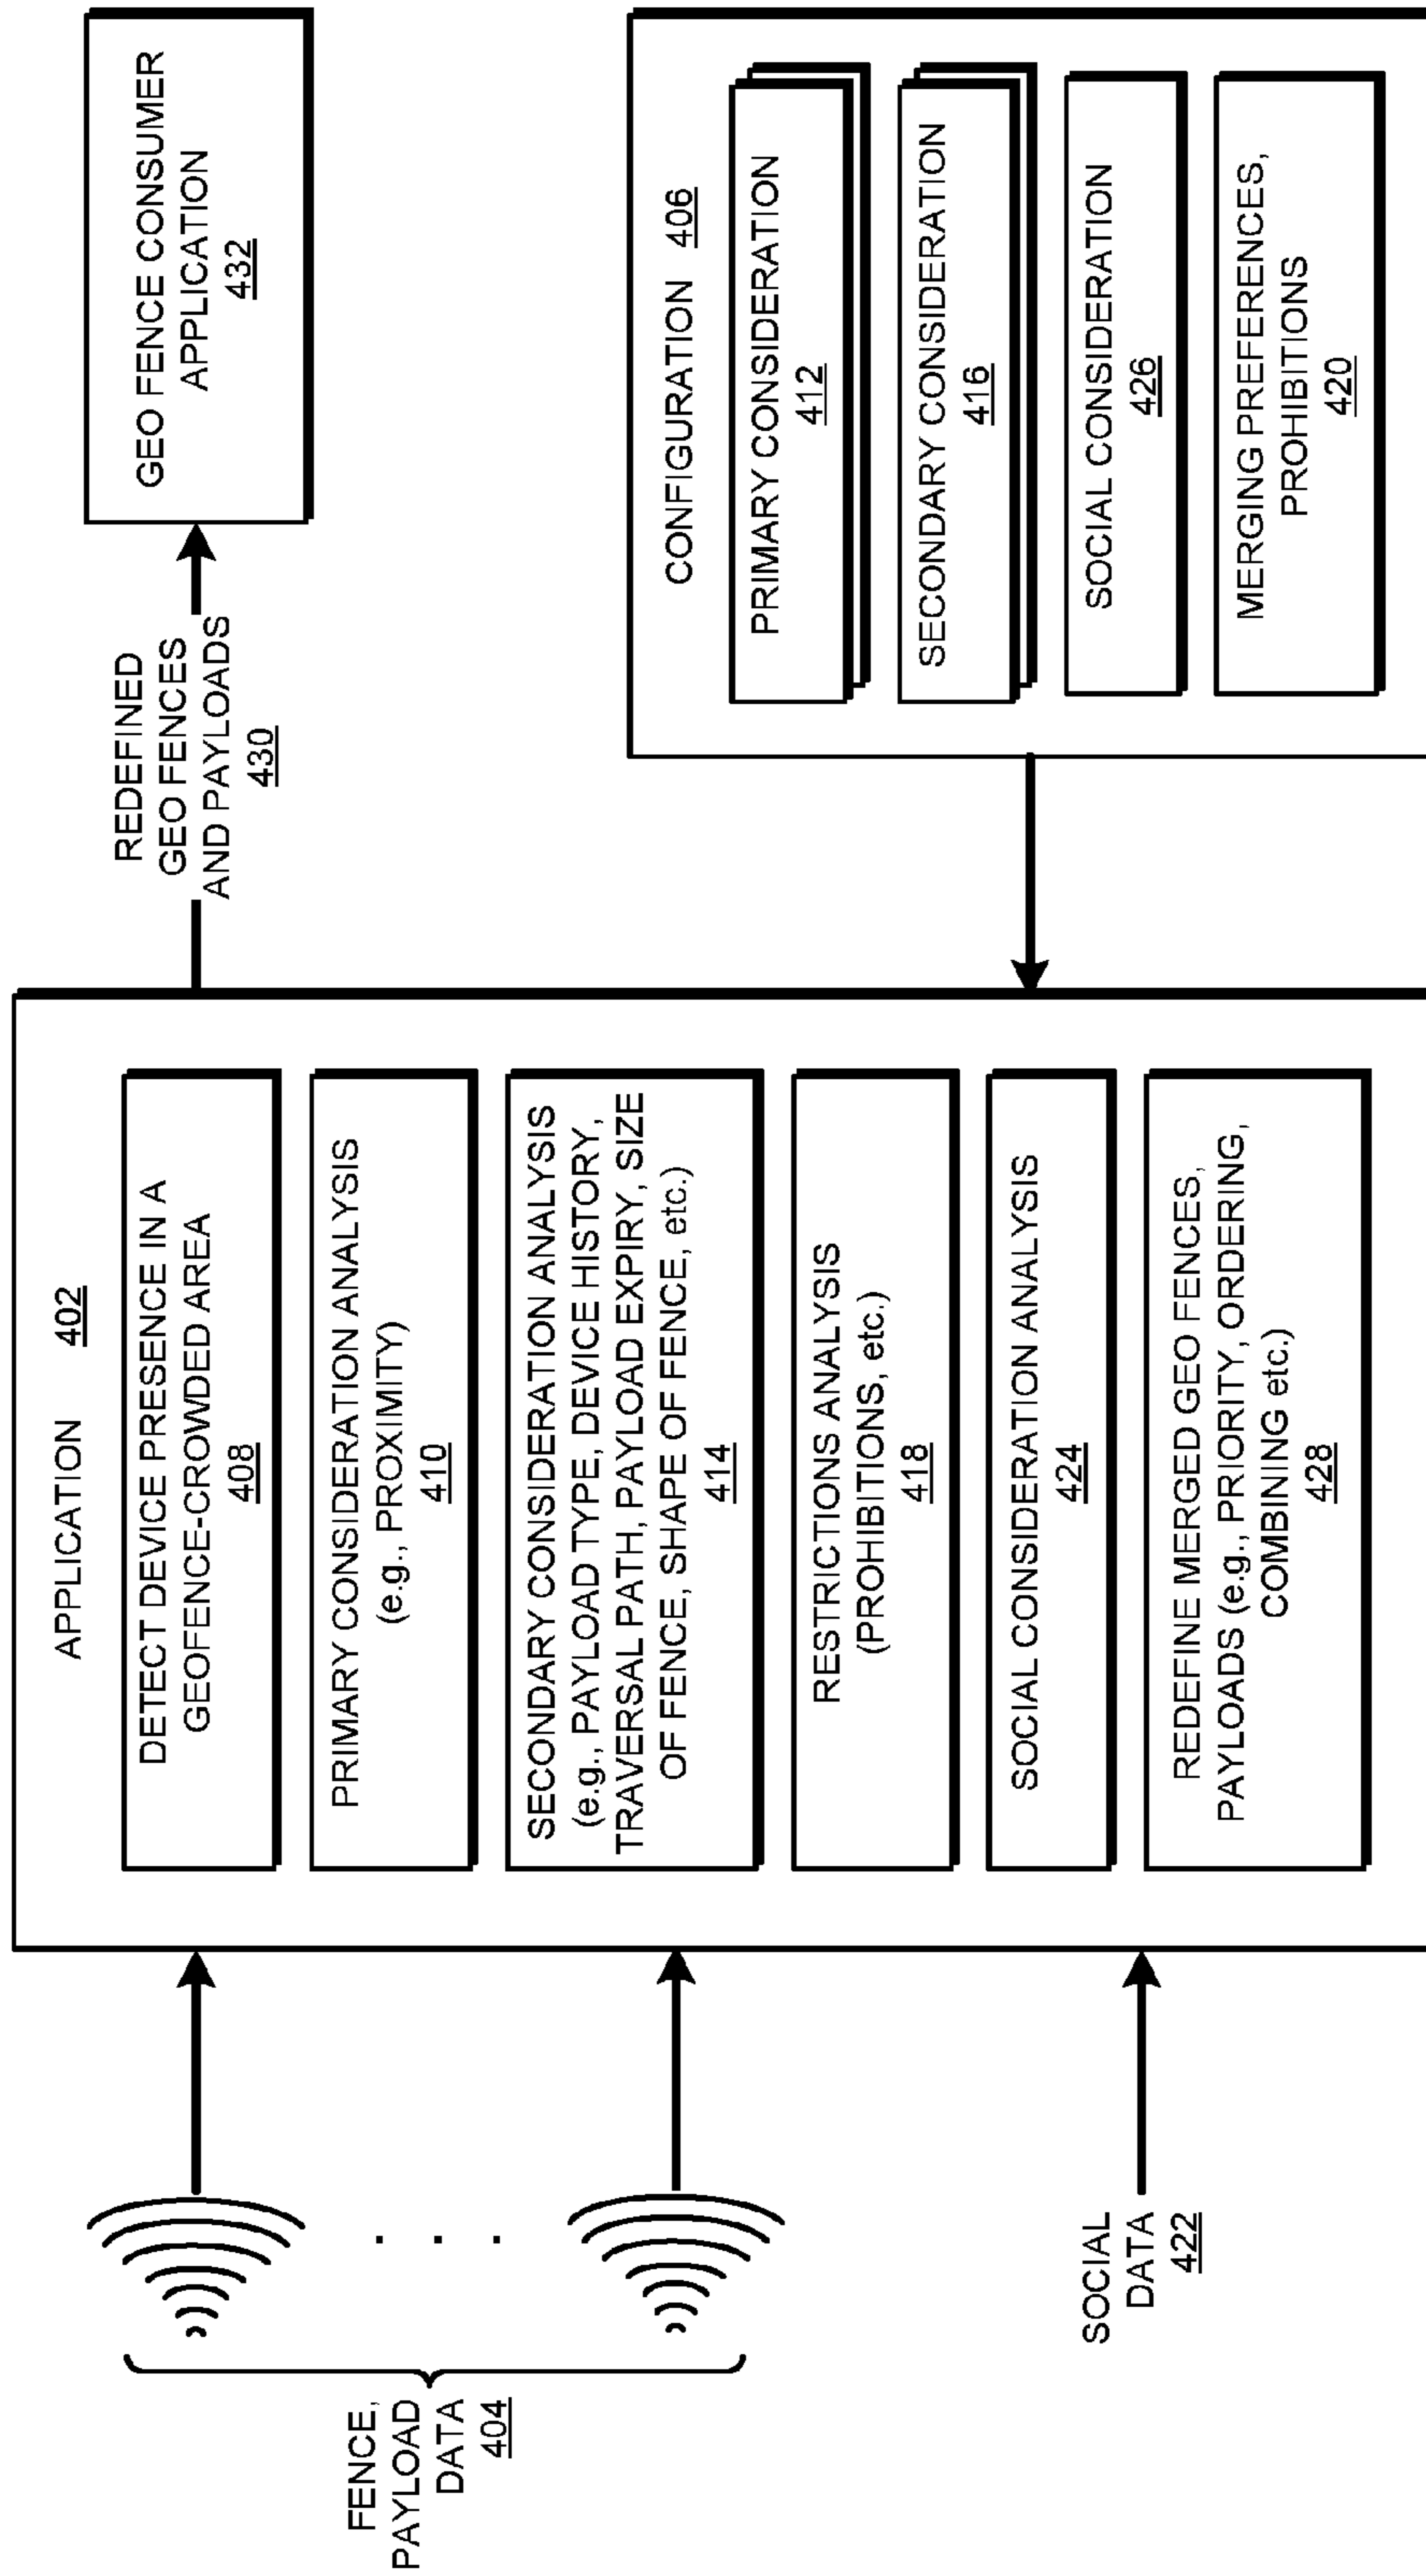 FENCE,
PAYLOAD
DATA
404
SOCIAL
DATA
422
APPLICATION 402
DETECT DEVICE PRESENCE IN A
GEOFENCE-CROWDED AREA
408
PRIMARY CONSIDERATION ANALYSIS
(e.g., PROXIMITY)
410
SECONDARY CONSIDERATION ANALYSIS
(e.g., PAYLOAD TYPE, DEVICE HISTORY,
TRAVERSAL PATH, PAYLOAD EXPIRY, SIZE
OF FENCE, SHAPE OF FENCE, etc.)
414
RESTRICTIONS ANALYSIS
(PROHIBITIONS, etc.)
418
SOCIAL CONSIDERATION ANALYSIS
424
REDEFINE MERGED GEO FENCES,
PAYLOADS (e.g., PRIORITY, ORDERING,
COMBINING etc.)
428
REDEFINED
GEO FENCES
AND PAYLOADS
430
GEO FENCE CONSUMER
APPLICATION
432
CONFIGURATION 406
PRIMARY CONSIDERATION
412
SECONDARY CONSIDERATION
416
SOCIAL CONSIDERATION
426
MERGING PREFERENCES,
PROHIBITIONS
420